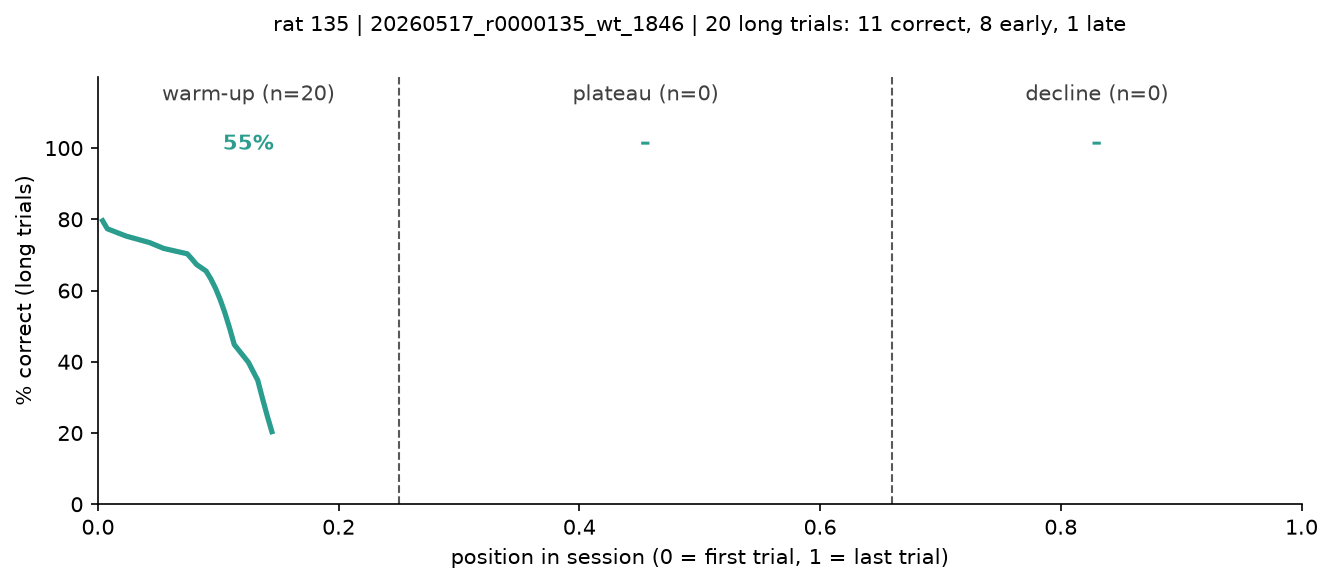 rat 135 | 20260517_r0000135_wt_1846 | 20 long trials: 11 correct, 8 early, 1 late
warm-up (n=20)
plateau (n=0)
decline (n=0)
55%
-
-
% correct (long trials)
100
80
60
40
20
0
0.0
0.2
0.4
0.6
0.8
1.0
position in session (0 = first trial, 1 = last trial)